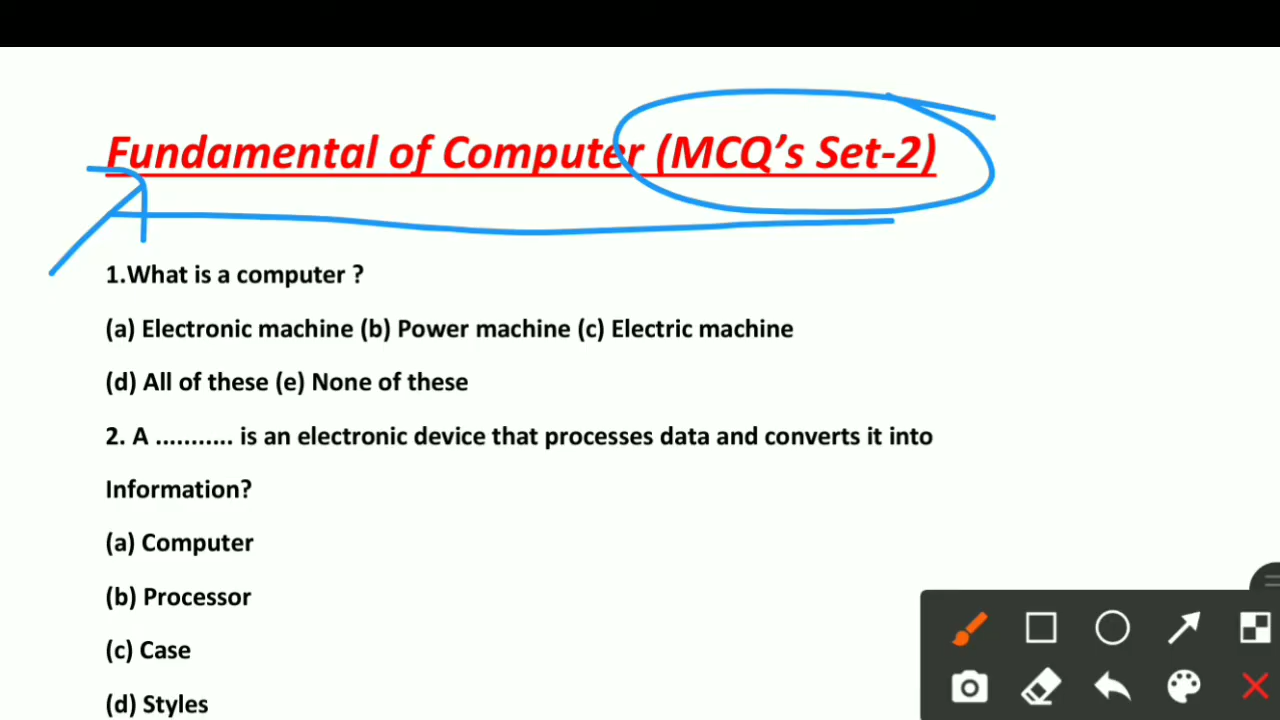 Fundamental of Computer (MCQ’s Set-2)
1.What is a computer ?
(a) Electronic machine (b) Power machine (c) Electric machine
(d) All of these (e) None of these
2. A ........... is an electronic device that processes data and converts it into
Information?
(a) Computer
(b) Processor
(c) Case
(d) Styles